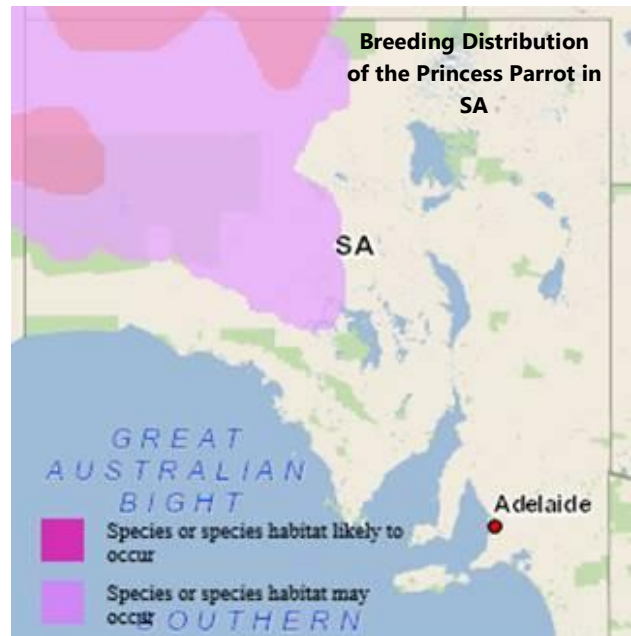 Breeding Distribution
of the Princess Parrot in
SA
SA
GREAT
AUSTRALIAN
BIGHT
Adelaide
Species or species habitat likely to
occur
Species or species habitat may
occur
SOUTHERN